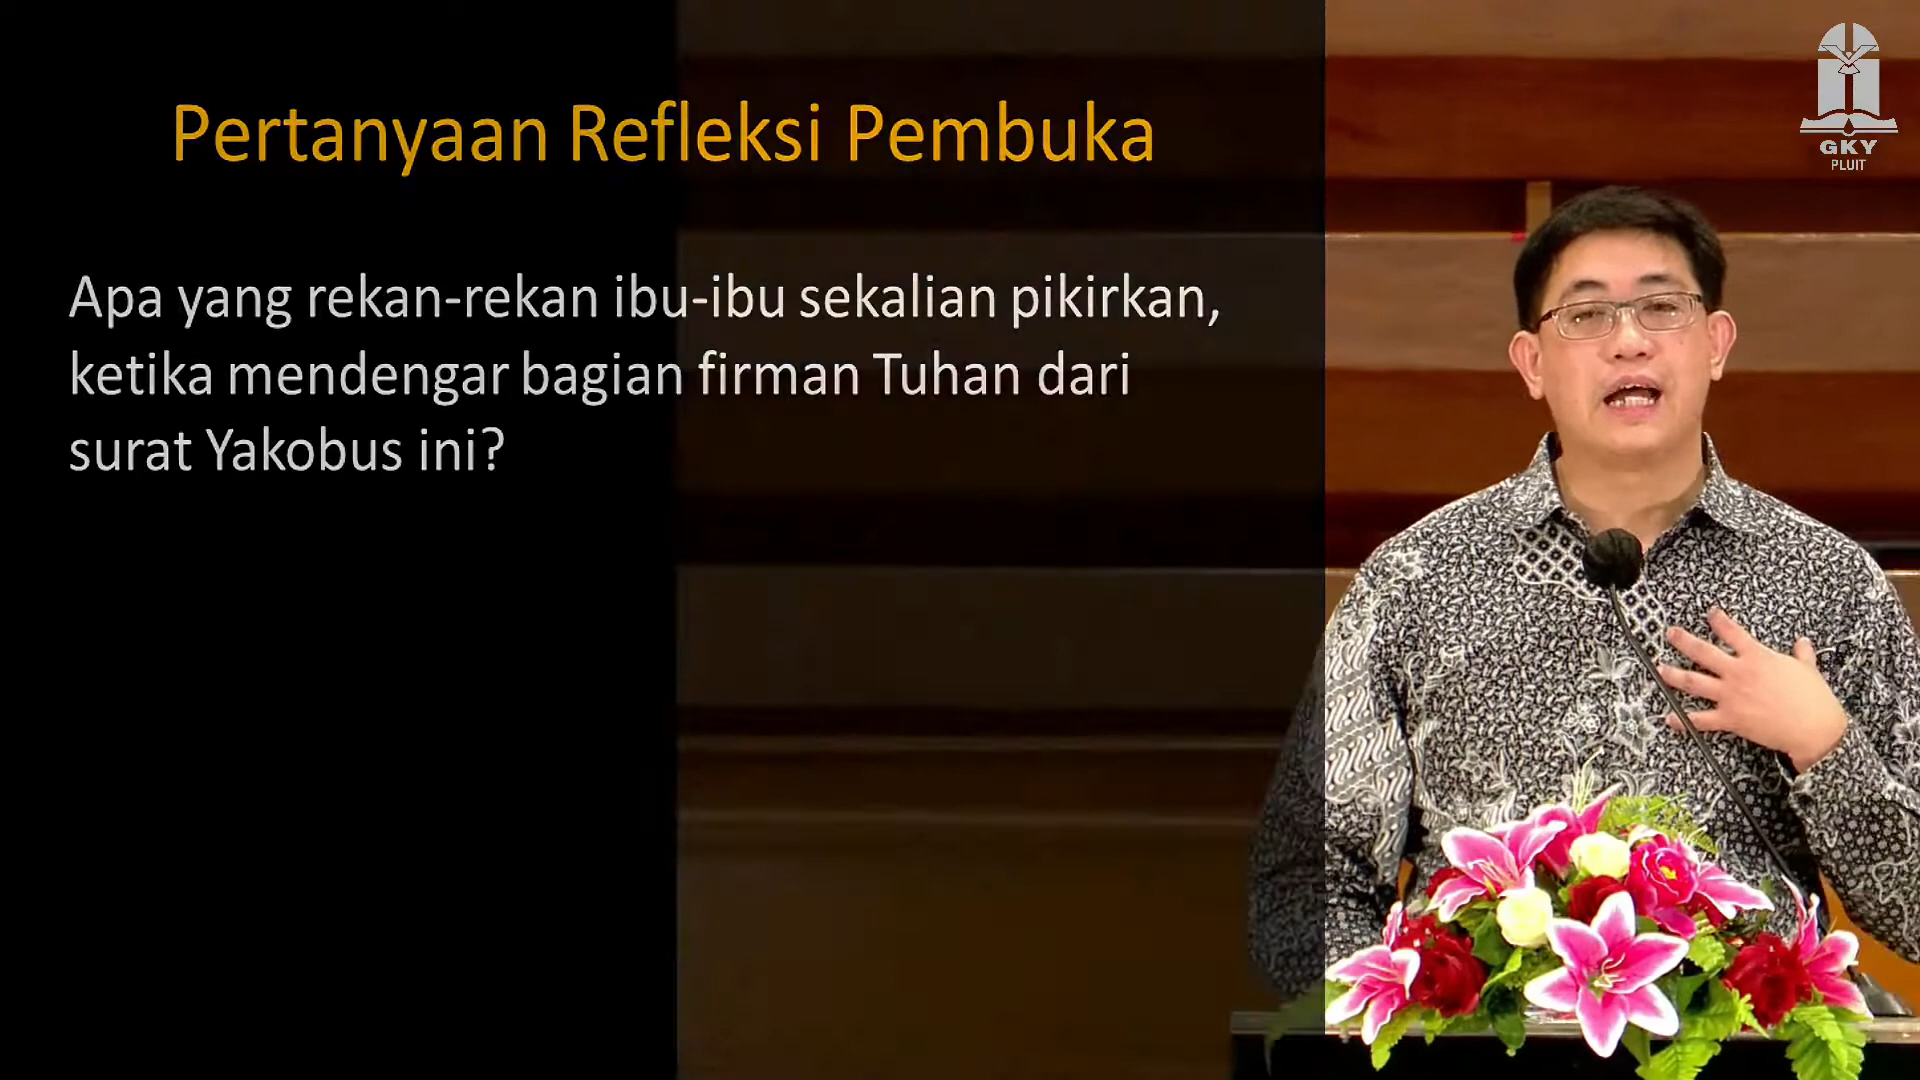 Pertanyaan Refleksi Pembuka
Apa yang rekan-rekan ibu-ibu sekalian pikirkan,
ketika mendengar bagian firman Tuhan dari
surat Yakobus ini?
GKY
PLUIT